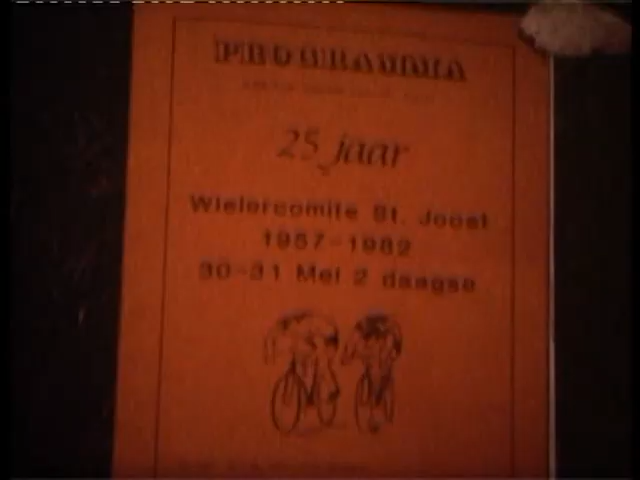 PROGRAMMA
25 jaar
Wielercomite St. Joost
1957-1982
30-31 Mei 2 daagse